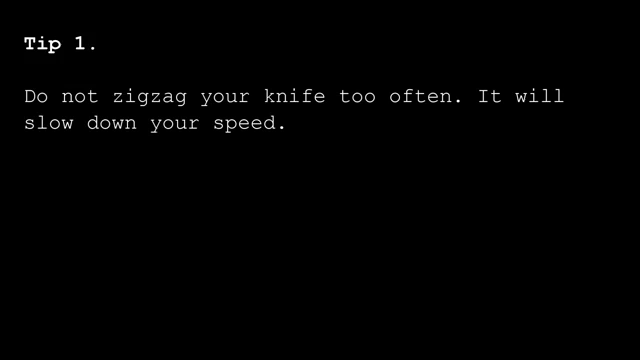 Tip 1.
Do not zigzag your knife too often. It will
slow down your speed.